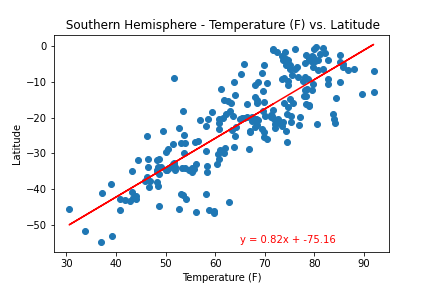 Southern Hemisphere - Temperature (F) vs. Latitude
0
−10
−20
−30
−40
−50
Latitude
y = 0.82x + -75.16
30 40 50 60 70 80 90
Temperature (F)